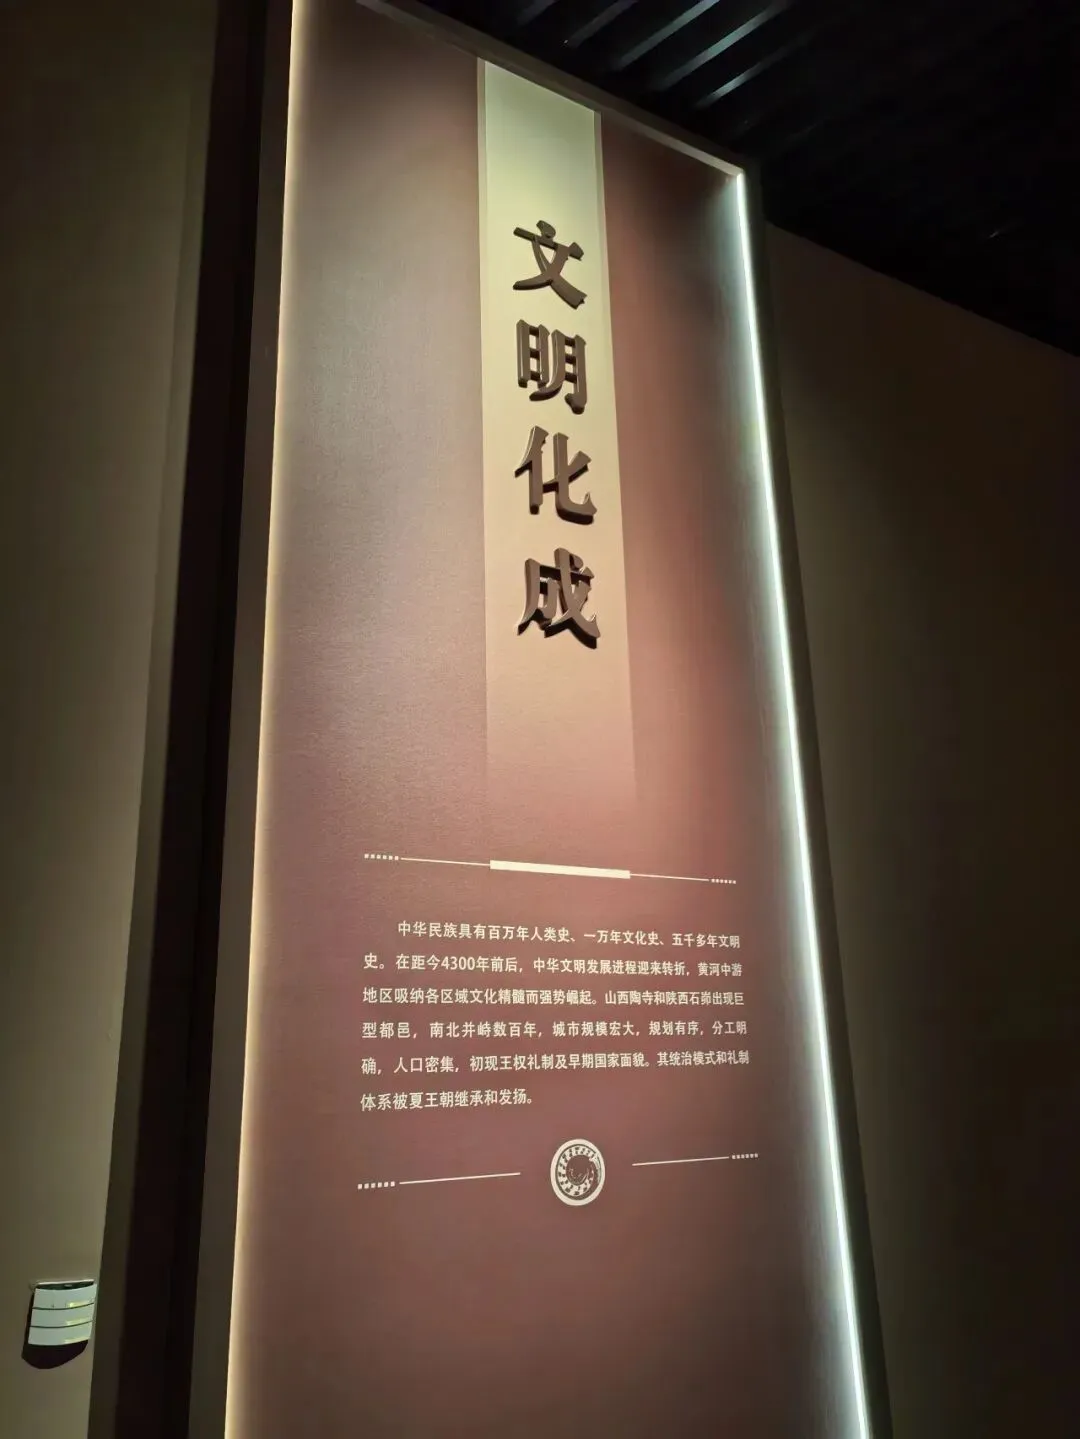 文明化成
中华民族具有百万年人类史、一万年文化史、五千多年文明
史。在距今4300年前后，中华文明发展进程迎来转折，黄河中游
地区吸纳各区域文化精髓而强势崛起。山西陶寺和陕西石峁出现巨
型都邑，南北并峙数百年，城市规模宏大，规划有序，分工明
确，人口密集，初现王权礼制及早期国家面貌。其统治模式和礼制
体系被夏王朝继承和发扬。